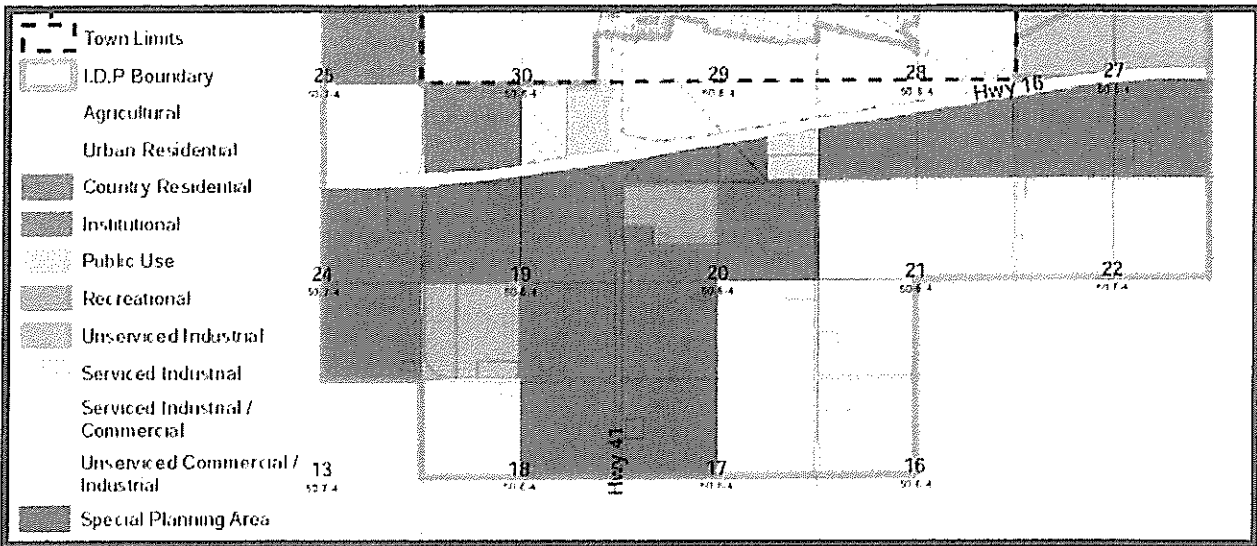 Town Limits
I.D.P Boundary
Agricultural
Urban Residential
Country Residential
Institutional
Public Use
Recreational
Unserviced Industrial
Serviced Industrial
Serviced Industrial /
Commercial
Unserviced Commercial /
Industrial
Special Planning Area
25
30
29
28
27
Hwy 16
24
19
20
21
22
13
18
17
16
Hwy 41